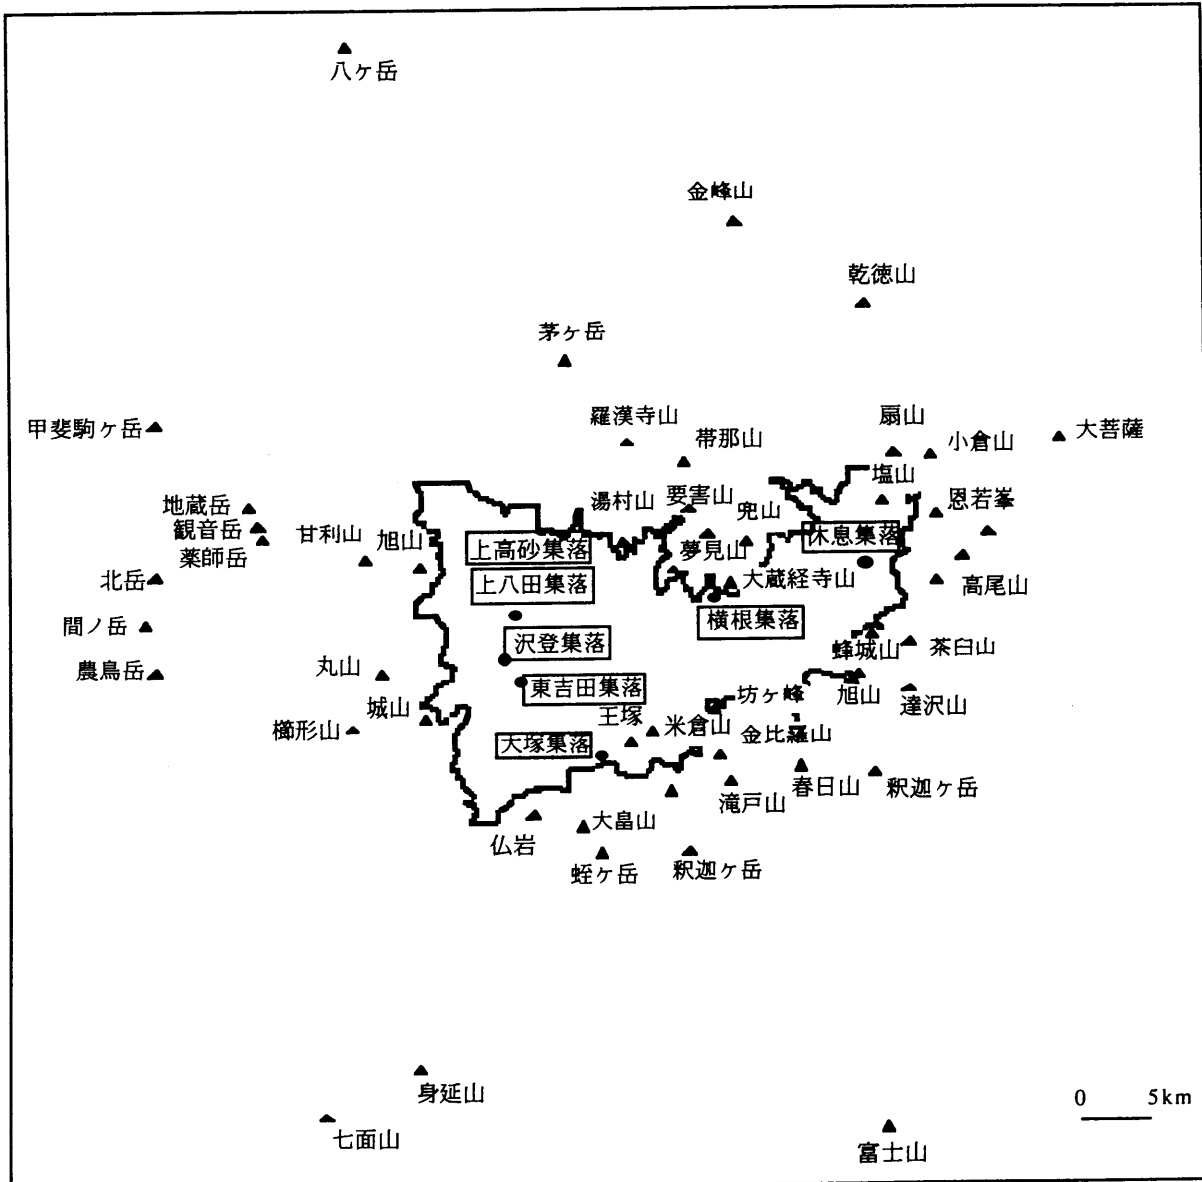 八ヶ岳
金峰山
乾徳山
茅ヶ岳
羅漢寺山
扇山
甲斐駒ヶ岳
帯那山
小倉山
大菩薩
塩山
地蔵岳
湯村山
要害山
恩若峯
兜山
観音岳
甘利山
旭山
休息集落
薬師岳
上高砂集落
夢見山
北岳
上八田集落
大蔵経寺山
高尾山
間ノ岳
横根集落
沢登集落
蜂城山
茶臼山
農鳥岳
丸山
東吉田集落
坊ヶ峰
旭山
達沢山
城山
王塚
米倉山
櫛形山
金比羅山
大塚集落
春日山
釈迦ヶ岳
滝戸山
仏岩
大畠山
蛭ヶ岳
釈迦ヶ岳
身延山
0 5km
七面山
富士山